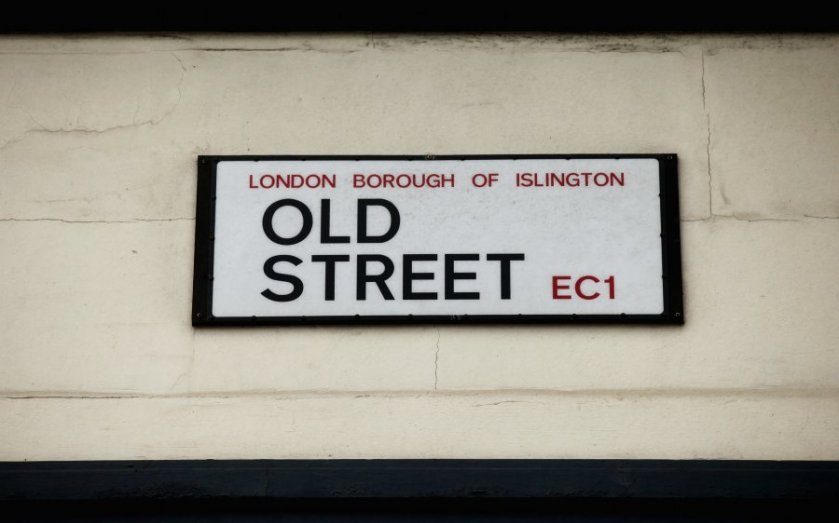 LONDON BOROUGH OF ISLINGTON
OLD
STREET EC1